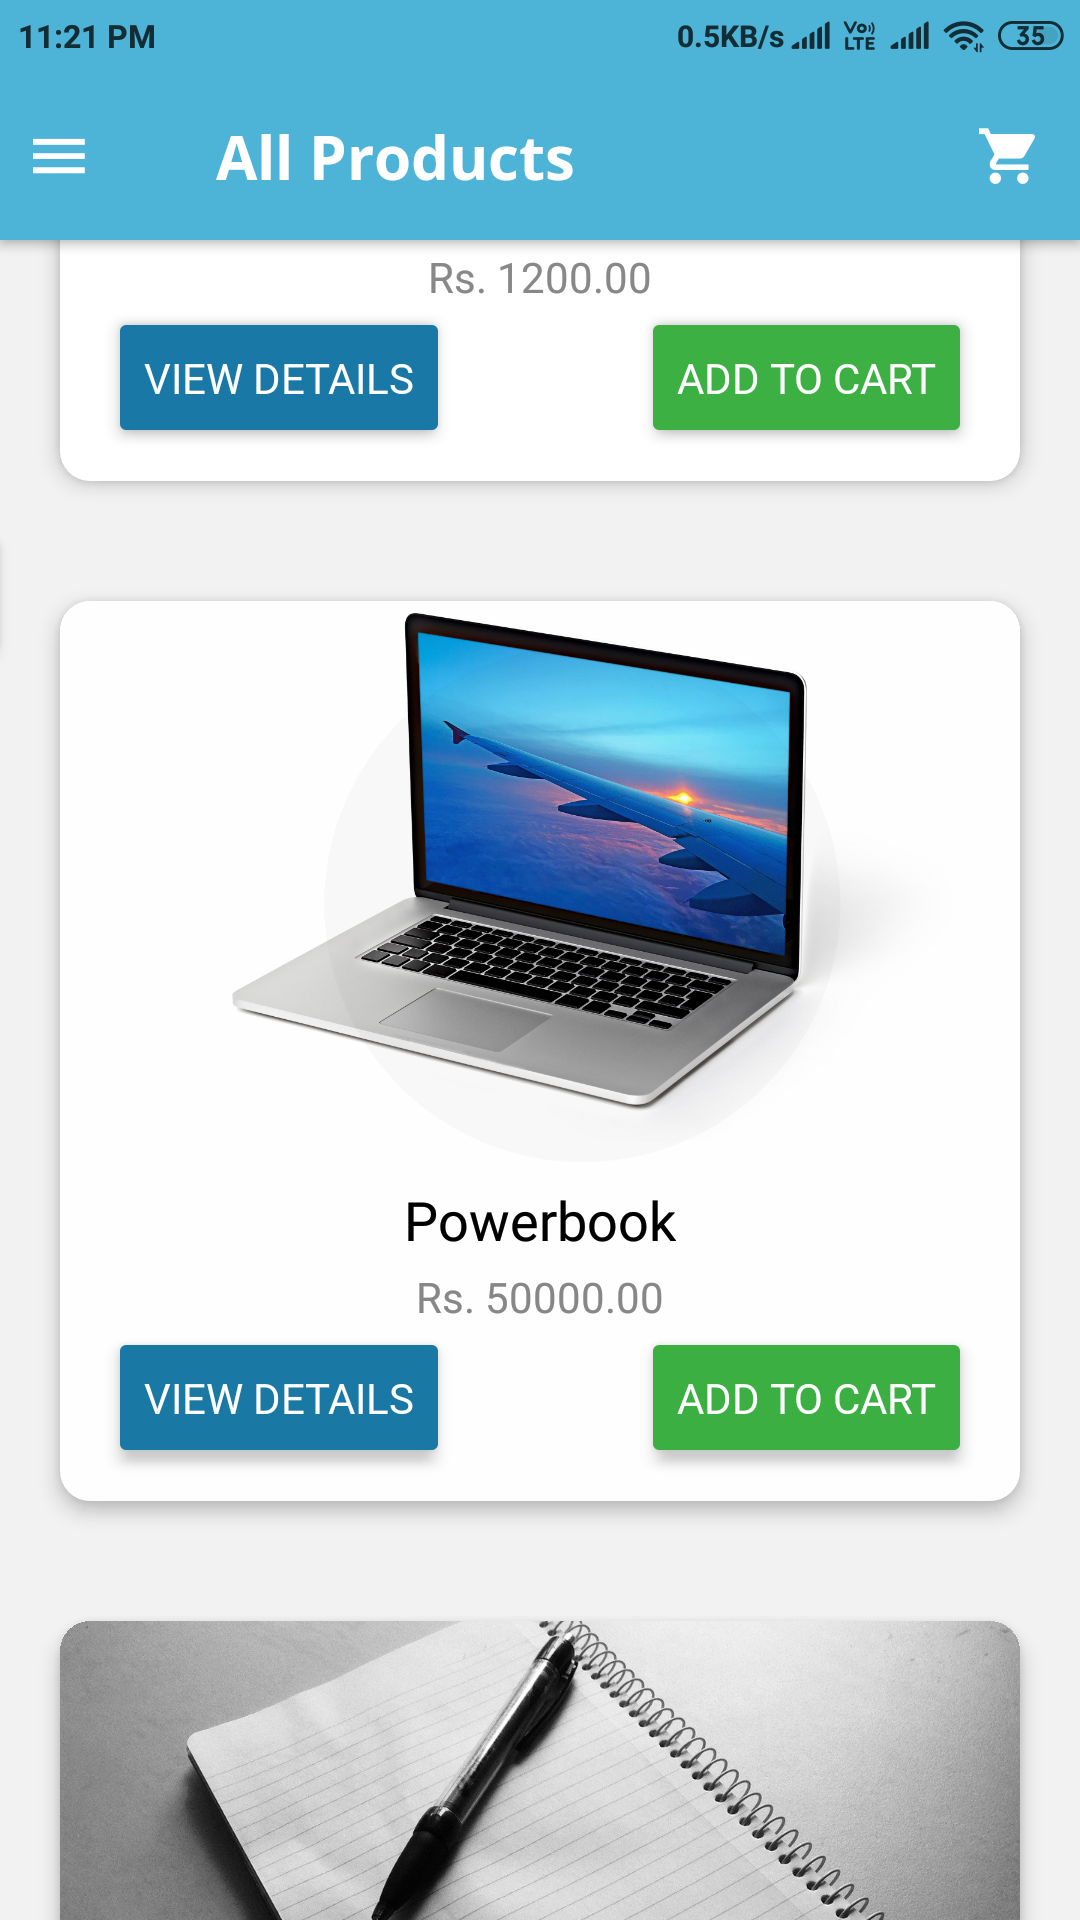 11:21 PM 0.5KB/s Vo LTE 35
All Products
Rs. 1200.00
VIEW DETAILS ADD TO CART
Powerbook
Rs. 50000.00
VIEW DETAILS ADD TO CART